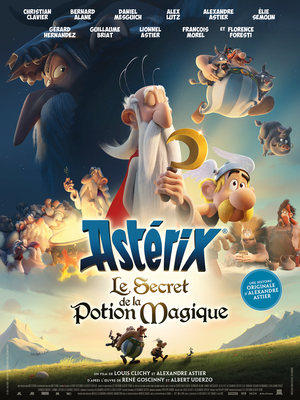 CHRISTIAN CLAVIER
BERNARD ALANE
DANIEL MESGUICH
ALEX LUTZ
ALEXANDRE ASTIER
ÉLIE SEMOUN
GÉRARD HERNANDEZ
GUILLAUME BRIAT
LIONNEL ASTIER
FRANÇOIS MOREL
ET FLORENCE FORESTI
Astérix®
Le Secret
de la
Potion Magique
UNE HISTOIRE
ORIGINALE
D'ALEXANDRE
ASTIER
UN FILM DE LOUIS CLICHY ET ALEXANDRE ASTIER
D'APRÈS L'ŒUVRE DE RENÉ GOSCINNY ET ALBERT UDERZO